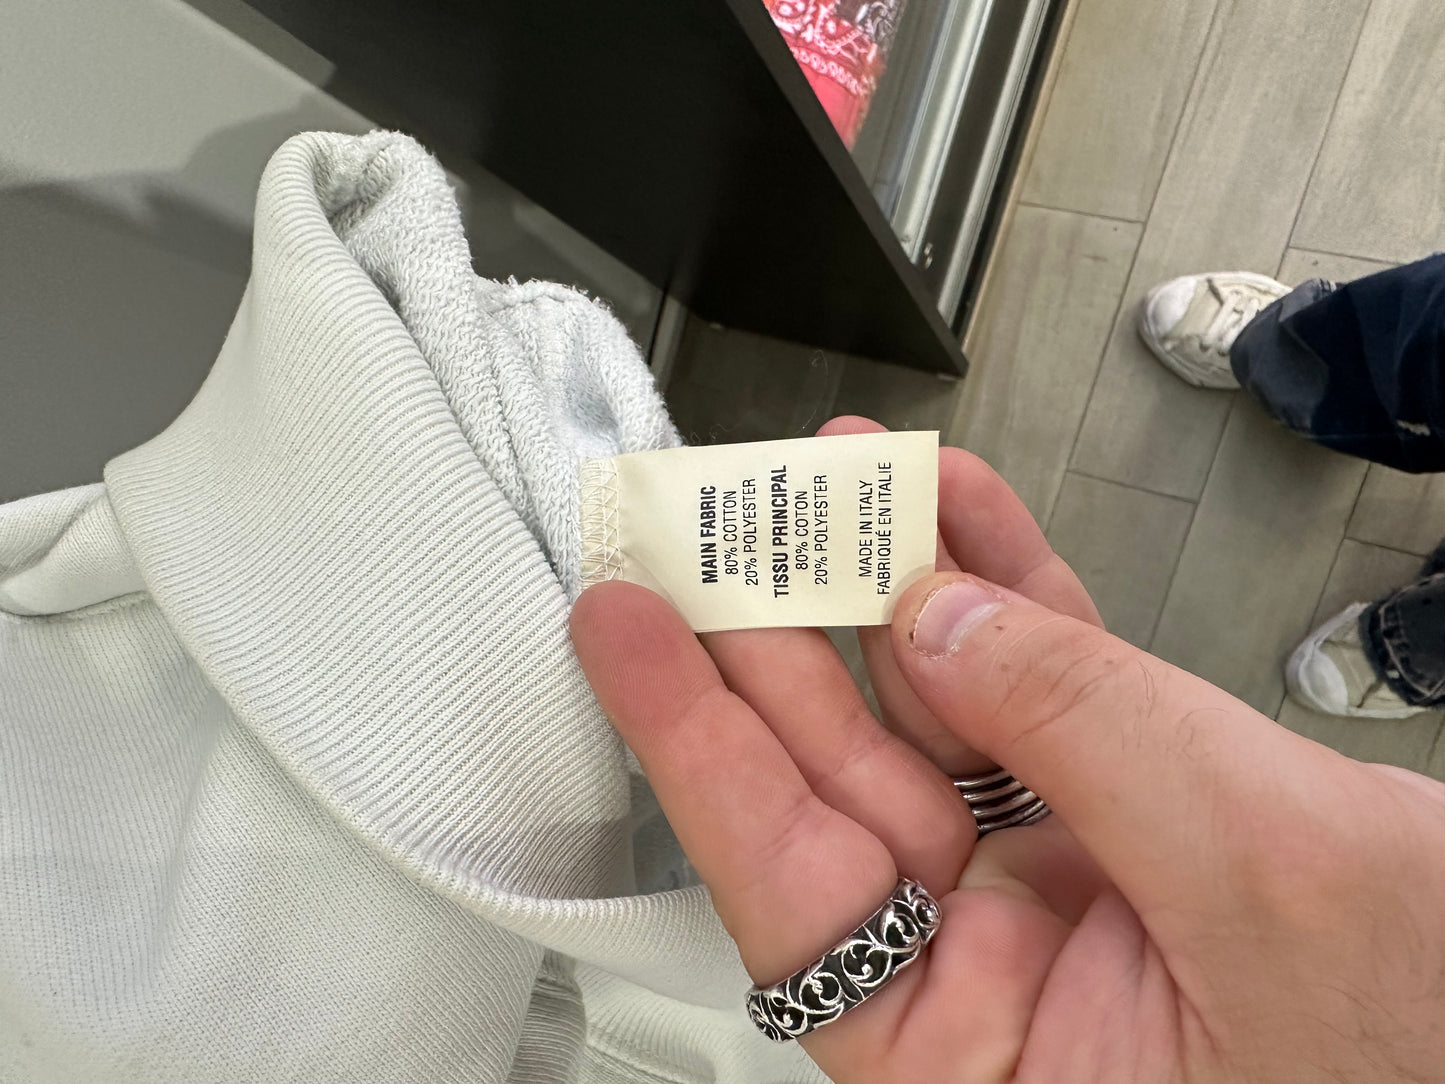 MAIN FABRIC
80% COTTON
20% POLYESTER
TISSU PRINCIPAL
80% COTON
20% POLYESTER
MADE IN ITALY
FABRIQUÉ EN ITALIE